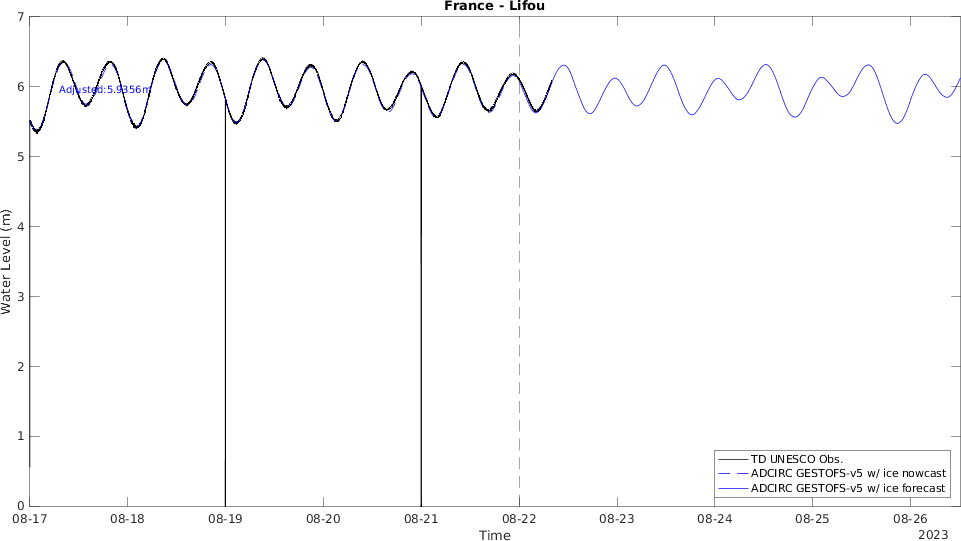 France - Lifou
7
6
5
4
3
2
1
0
Water Level (m)
Adjusted:5.9356m
TD UNESCO Obs.
ADCIRC GESTOFS-v5 w/ ice nowcast
ADCIRC GESTOFS-v5 w/ ice forecast
08-17 08-18 08-19 08-20 08-21 08-22 08-23 08-24 08-25 08-26
Time
2023